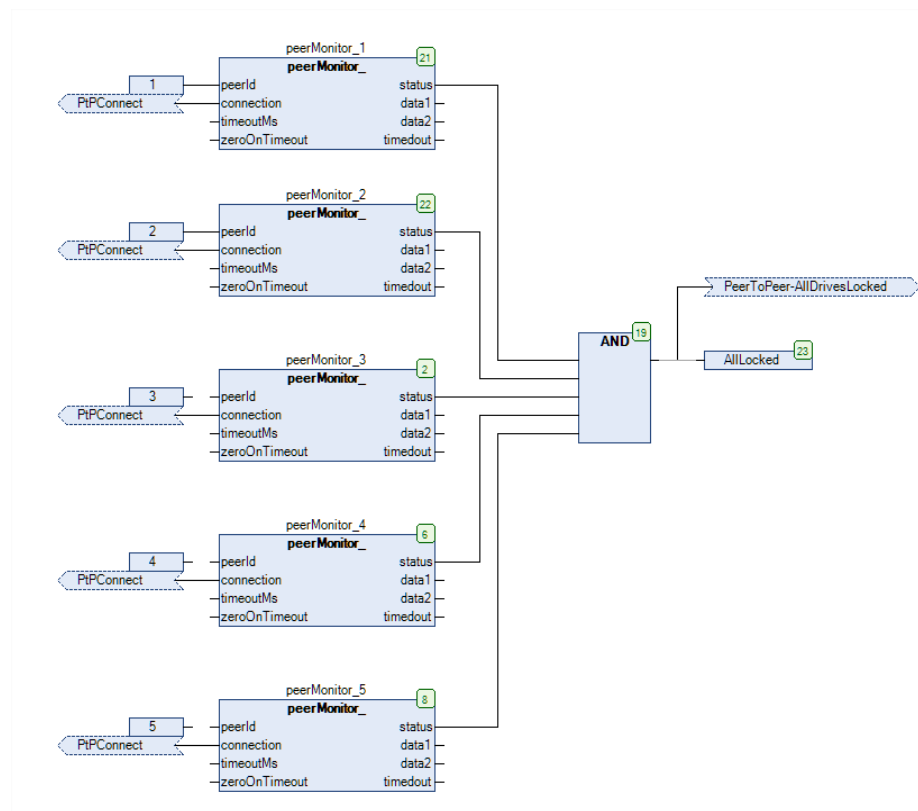 peerMonitor_1
21
peerMonitor_
1
peerId
status
PtPConnect
connection
data1
timeoutMs
data2
zeroOnTimeout
timedout
peerMonitor_2
22
peerMonitor_
2
peerId
status
PtPConnect
connection
data1
timeoutMs
data2
zeroOnTimeout
timedout
PeerToPeer-AllDrivesLocked
19
AND
23
AllLocked
peerMonitor_3
2
peerMonitor_
3
peerId
status
PtPConnect
connection
data1
timeoutMs
data2
zeroOnTimeout
timedout
peerMonitor_4
6
peerMonitor_
4
peerId
status
PtPConnect
connection
data1
timeoutMs
data2
zeroOnTimeout
timedout
peerMonitor_5
8
peerMonitor_
5
peerId
status
PtPConnect
connection
data1
timeoutMs
data2
zeroOnTimeout
timedout